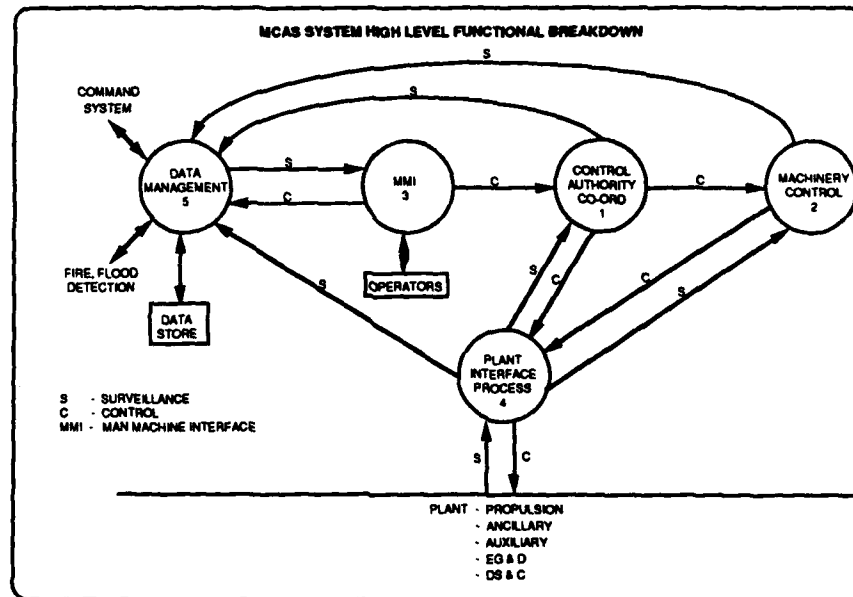 MCAS SYSTEM HIGH LEVEL FUNCTIONAL BREAKDOWN
S
S
COMMAND
SYSTEM
DATA
MANAGEMENT
5
S
C
MMI
3
C
CONTROL
AUTHORITY
CO-ORD
1
C
MACHINERY
CONTROL
2
FIRE, FLOOD
DETECTION
DATA
STORE
OPERATORS
S
S
C
C
S
PLANT
INTERFACE
PROCESS
4
S - SURVEILLANCE
C - CONTROL
MMI - MAN MACHINE INTERFACE
S
C
PLANT - PROPULSION
- ANCILLARY
- AUXILIARY
- EG & D
- DS & C